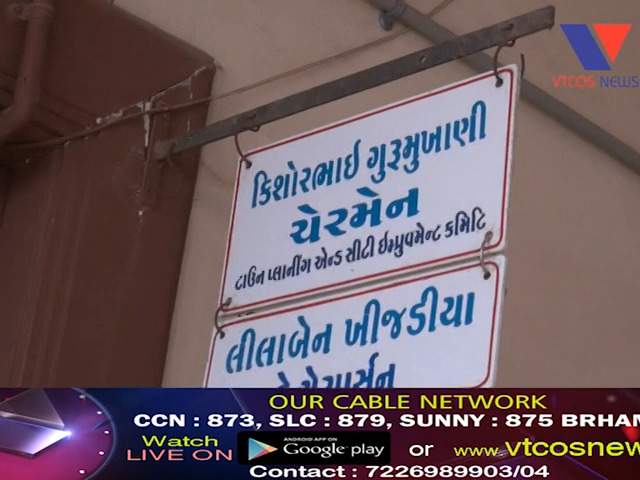 VTCOS NEWS
કિશોરભાઇ ગુરૂમુખાણી
ચેરમેન
ટાઉન પ્લાનીંગ એન્ડ સીટી ઇમ્પ્રુવમેન્ટ કમિટિ
લીલાબેન ખીજડીયા
OUR CABLE NETWORK
CCN : 873, SLC : 879, SUNNY : 875 BRHAM
Watch
LIVE ON
ANDROID APP ON
Google play
or www.vtcosnew
Contact : 7226989903/04